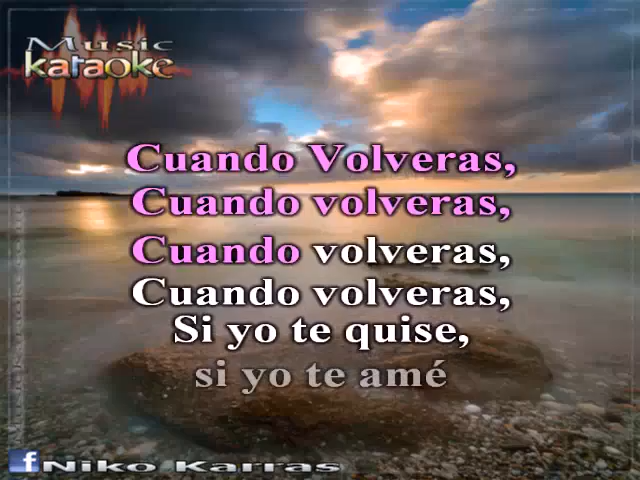 Music
karaoke
Cuando Volveras,
Cuando volveras,
Cuando volveras,
Cuando volveras,
Si yo te quise,
si yo te amé
f Niko Karras